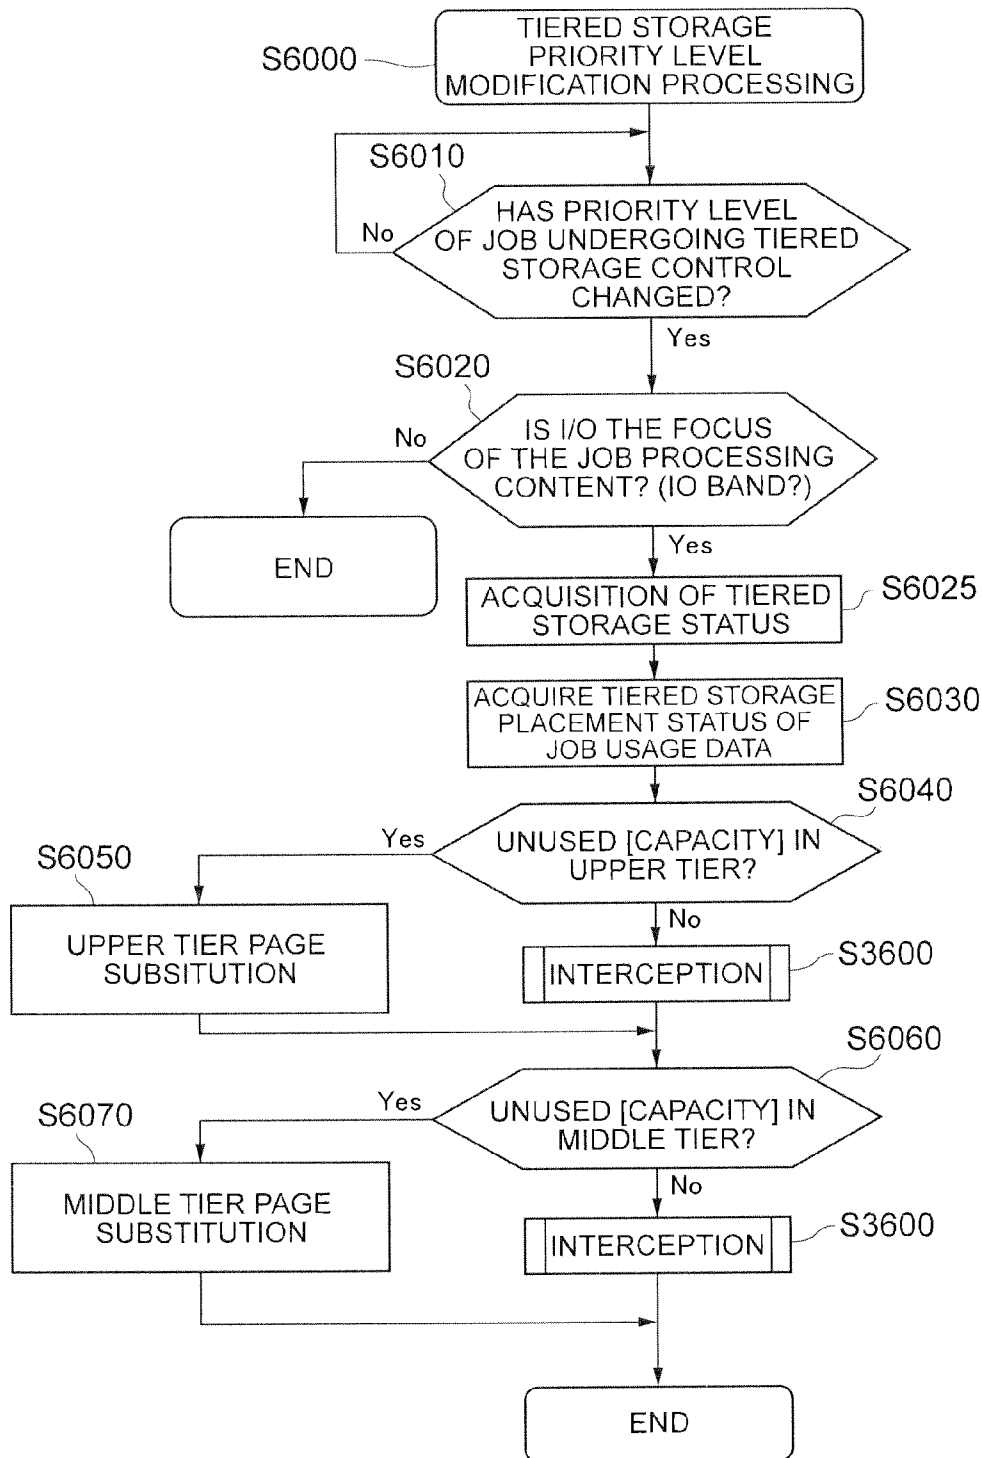 TIERED STORAGE
PRIORITY LEVEL
MODIFICATION PROCESSING
S6000
S6010
HAS PRIORITY LEVEL
OF JOB UNDERGOING TIERED
STORAGE CONTROL
CHANGED?
No
Yes
S6020
IS I/O THE FOCUS
OF THE JOB PROCESSING
CONTENT? (IO BAND?)
No
END
Yes
ACQUISITION OF TIERED
STORAGE STATUS
S6025
ACQUIRE TIERED STORAGE
PLACEMENT STATUS OF
JOB USAGE DATA
S6030
S6040
UNUSED [CAPACITY] IN
UPPER TIER?
Yes
S6050
UPPER TIER PAGE
SUBSITUTION
No
INTERCEPTION
S3600
S6060
UNUSED [CAPACITY] IN
MIDDLE TIER?
Yes
S6070
MIDDLE TIER PAGE
SUBSTITUTION
No
INTERCEPTION
S3600
END